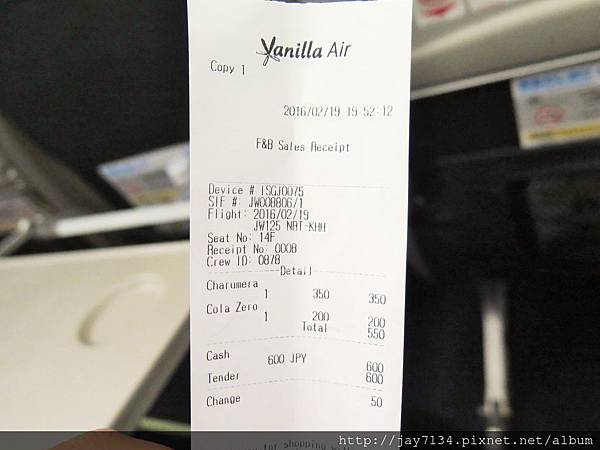 Vanilla Air
Copy 1
2016/02/19 19:52:12
F&B Sales Receipt
Device # ISGJ0075
SIF #: JW008806/1
Flight: 2016/02/19
JW125 NRT-KHH
Seat No: 14F
Receipt No: 0008
Crew ID: 0878
Detail
Charumera
1 350 350
Cola Zero
1 200 200
Total 550
Cash 600 JPY 600
Tender 600
Change 50
for shopping
http://jay7134.pixnet.net/album